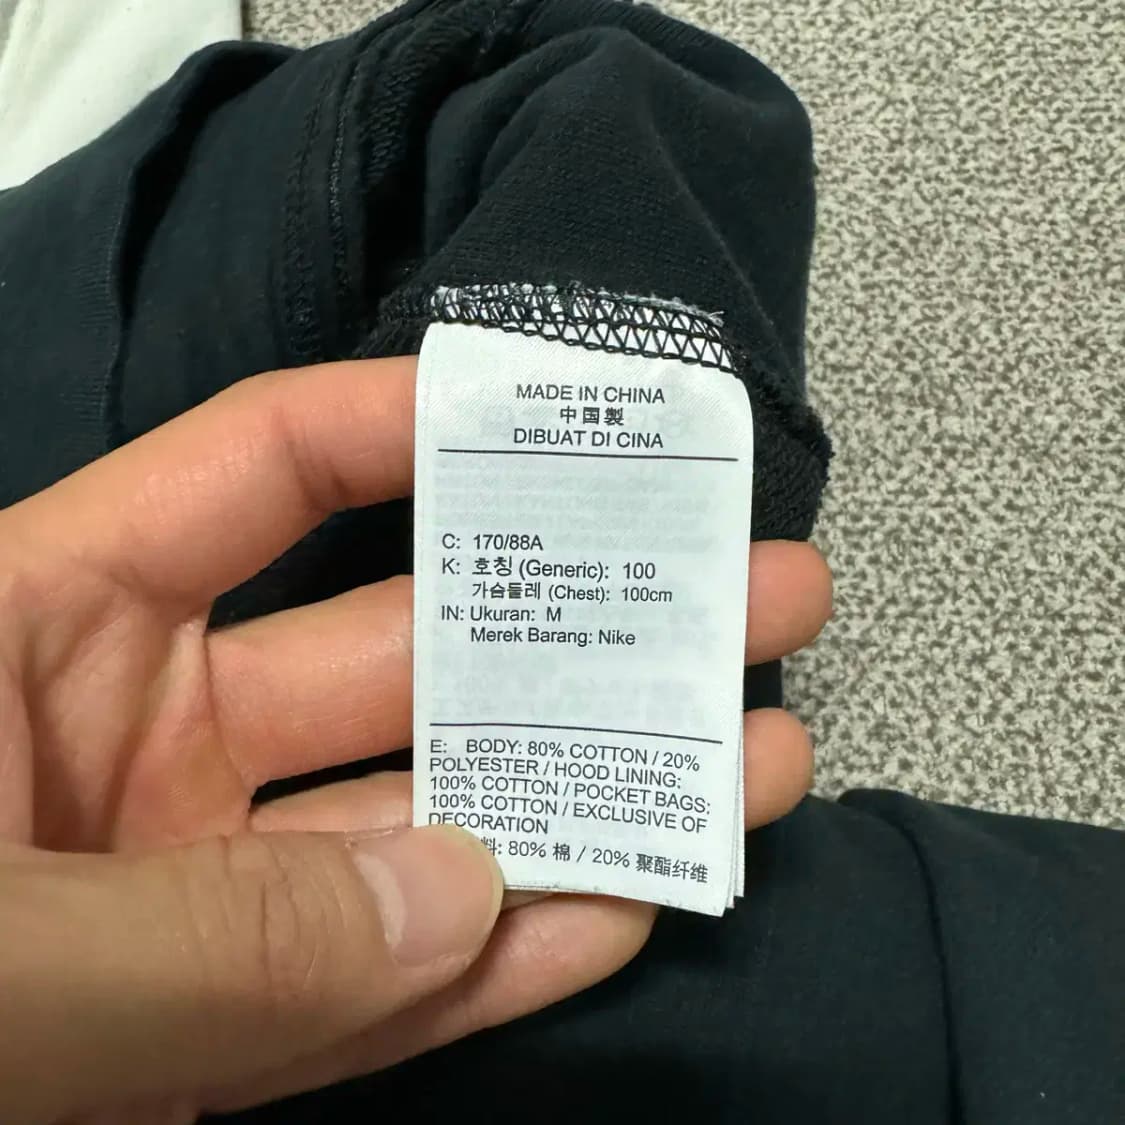 MADE IN CHINA
中国製
DIBUAT DI CINA
C: 170/88A
K: 호칭 (Generic): 100
가슴둘레 (Chest): 100cm
IN: Ukuran: M
Merek Barang: Nike
E: BODY: 80% COTTON / 20%
POLYESTER / HOOD LINING:
100% COTTON / POCKET BAGS:
100% COTTON / EXCLUSIVE OF
DECORATION
料: 80% 棉 / 20% 聚酯纤维